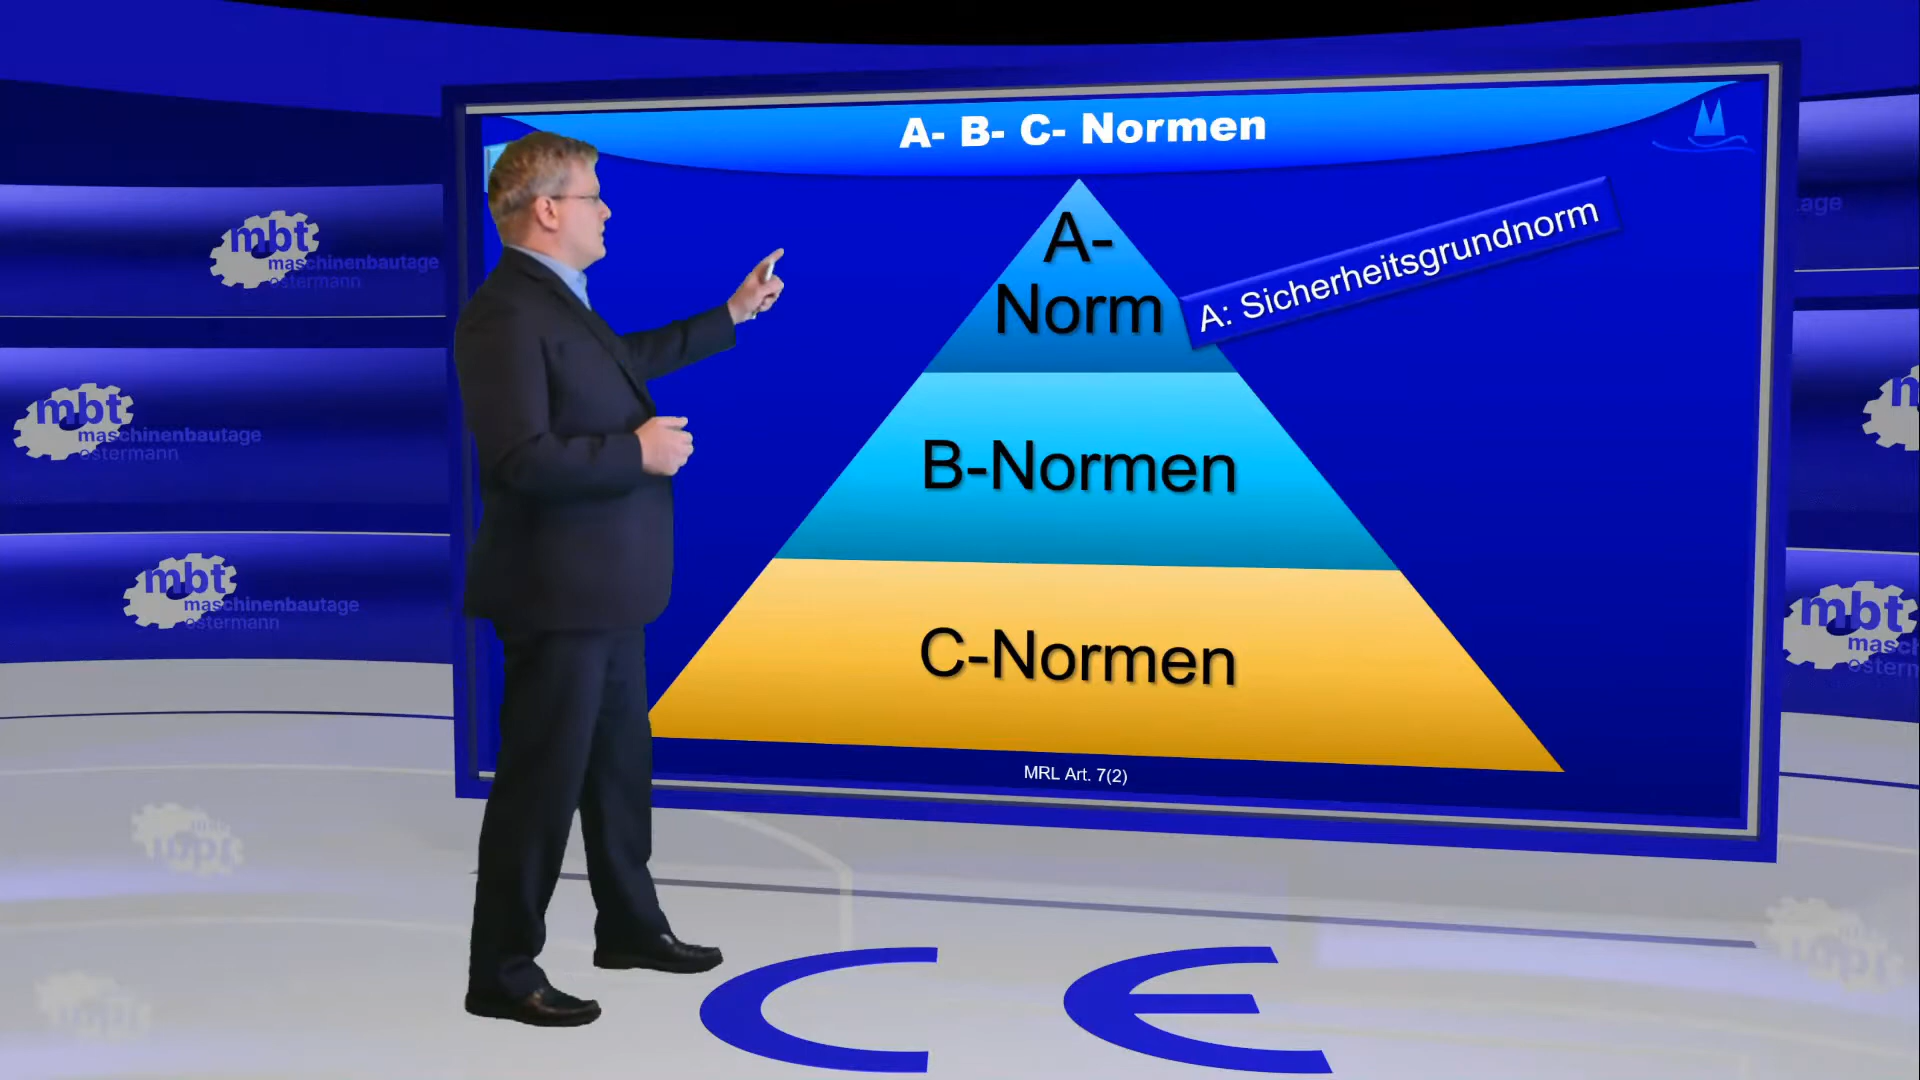 A- B- C- Normen
A-
Norm
A: Sicherheitsgrundnorm
B-Normen
C-Normen
MRL Art. 7(2)
mbt
maschinenbautage
ostermann
mbt
maschinenbautage
ostermann
mbt
maschinenbautage
ostermann
mbt
CE